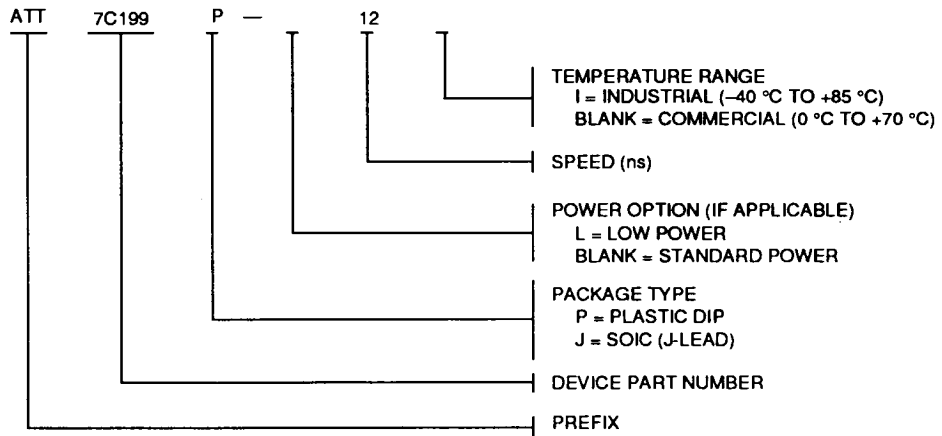 ATT 7C199 P — 12
TEMPERATURE RANGE
I = INDUSTRIAL (–40 °C TO +85 °C)
BLANK = COMMERCIAL (0 °C TO +70 °C)
SPEED (ns)
POWER OPTION (IF APPLICABLE)
L = LOW POWER
BLANK = STANDARD POWER
PACKAGE TYPE
P = PLASTIC DIP
J = SOIC (J-LEAD)
DEVICE PART NUMBER
PREFIX